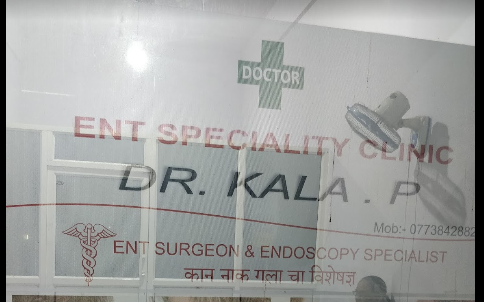 DOCTOR
ENT SPECIALITY CLINIC
DR. KALA . P
Mob:- 0773842882
ENT SURGEON & ENDOSCOPY SPECIALIST
कान नाक गला चा विशेषज्ञ